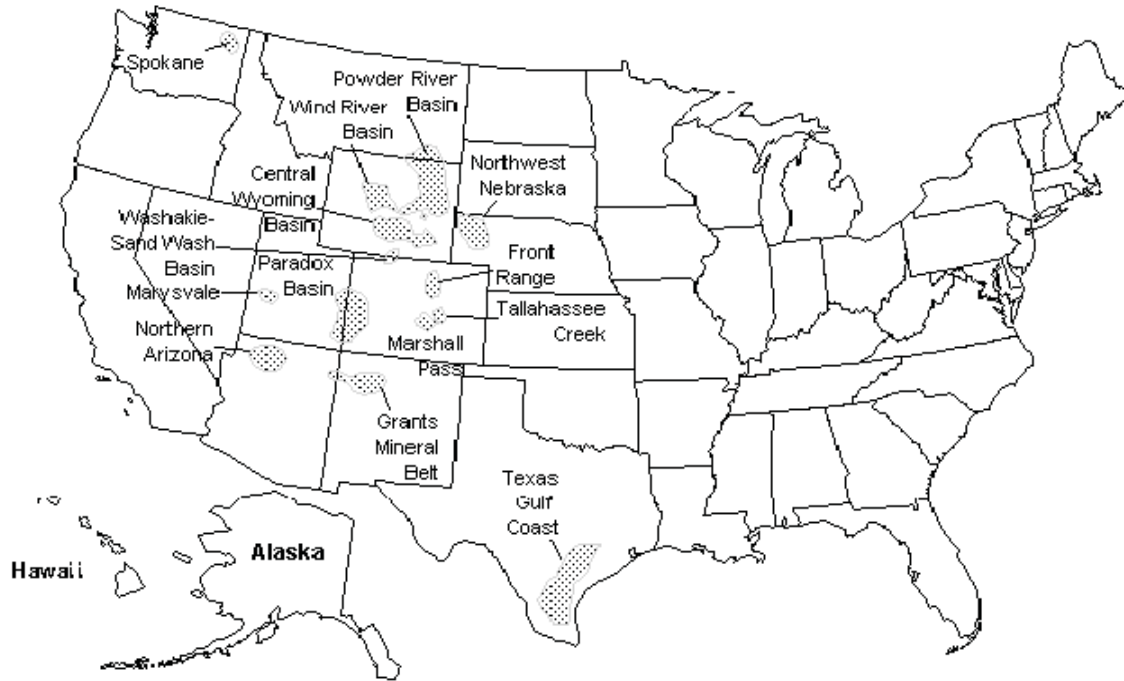 Spokane
Powder River
Basin
Wind River
Basin
Northwest
Nebraska
Central
Wyoming
Basin
Washakie-
Sand Wash
Basin
Front
Range
Paradox
Basin
Marysvale
Tallahassee
Creek
Northern
Arizona
Marshall
Pass
Grants
Mineral
Belt
Texas
Gulf
Coast
Alaska
Hawaii